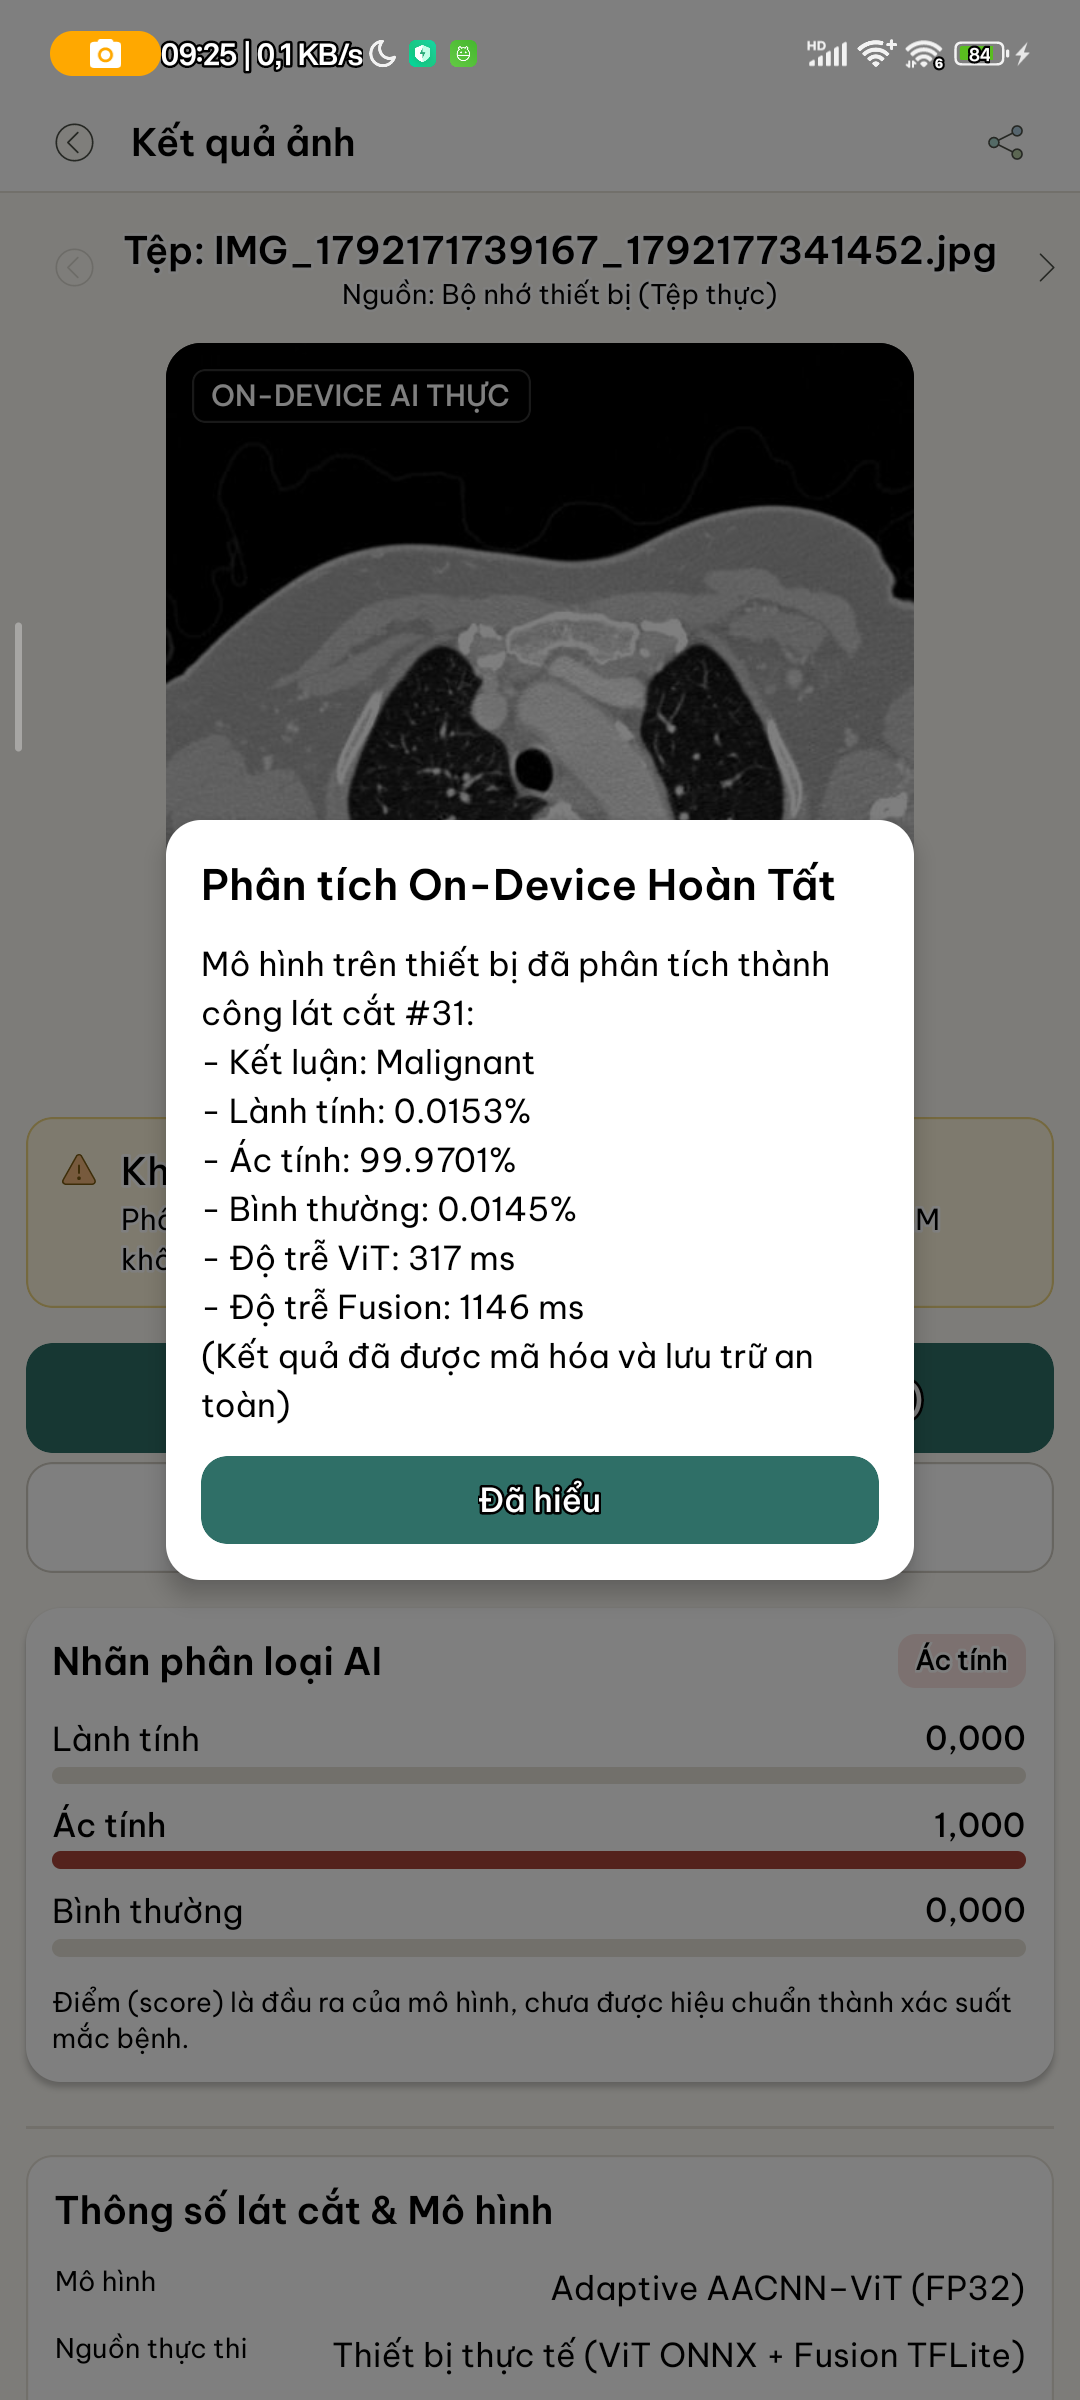 09:25 | 0,1 KB/s
HD
6
84
Kết quả ảnh
Tệp: IMG_1792171739167_1792177341452.jpg
Nguồn: Bộ nhớ thiết bị (Tệp thực)
ON-DEVICE AI THỰC
Phân tích On-Device Hoàn Tất
Mô hình trên thiết bị đã phân tích thành
công lát cắt #31:
- Kết luận: Malignant
- Lành tính: 0.0153%
- Ác tính: 99.9701%
- Bình thường: 0.0145%
- Độ trễ ViT: 317 ms
- Độ trễ Fusion: 1146 ms
(Kết quả đã được mã hóa và lưu trữ an
toàn)
Đã hiểu
Nhãn phân loại AI
Ác tính
Lành tính 0,000
Ác tính 1,000
Bình thường 0,000
Điểm (score) là đầu ra của mô hình, chưa được hiệu chuẩn thành xác suất
mắc bệnh.
Thông số lát cắt & Mô hình
Mô hình Adaptive AACNN–ViT (FP32)
Nguồn thực thi Thiết bị thực tế (ViT ONNX + Fusion TFLite)